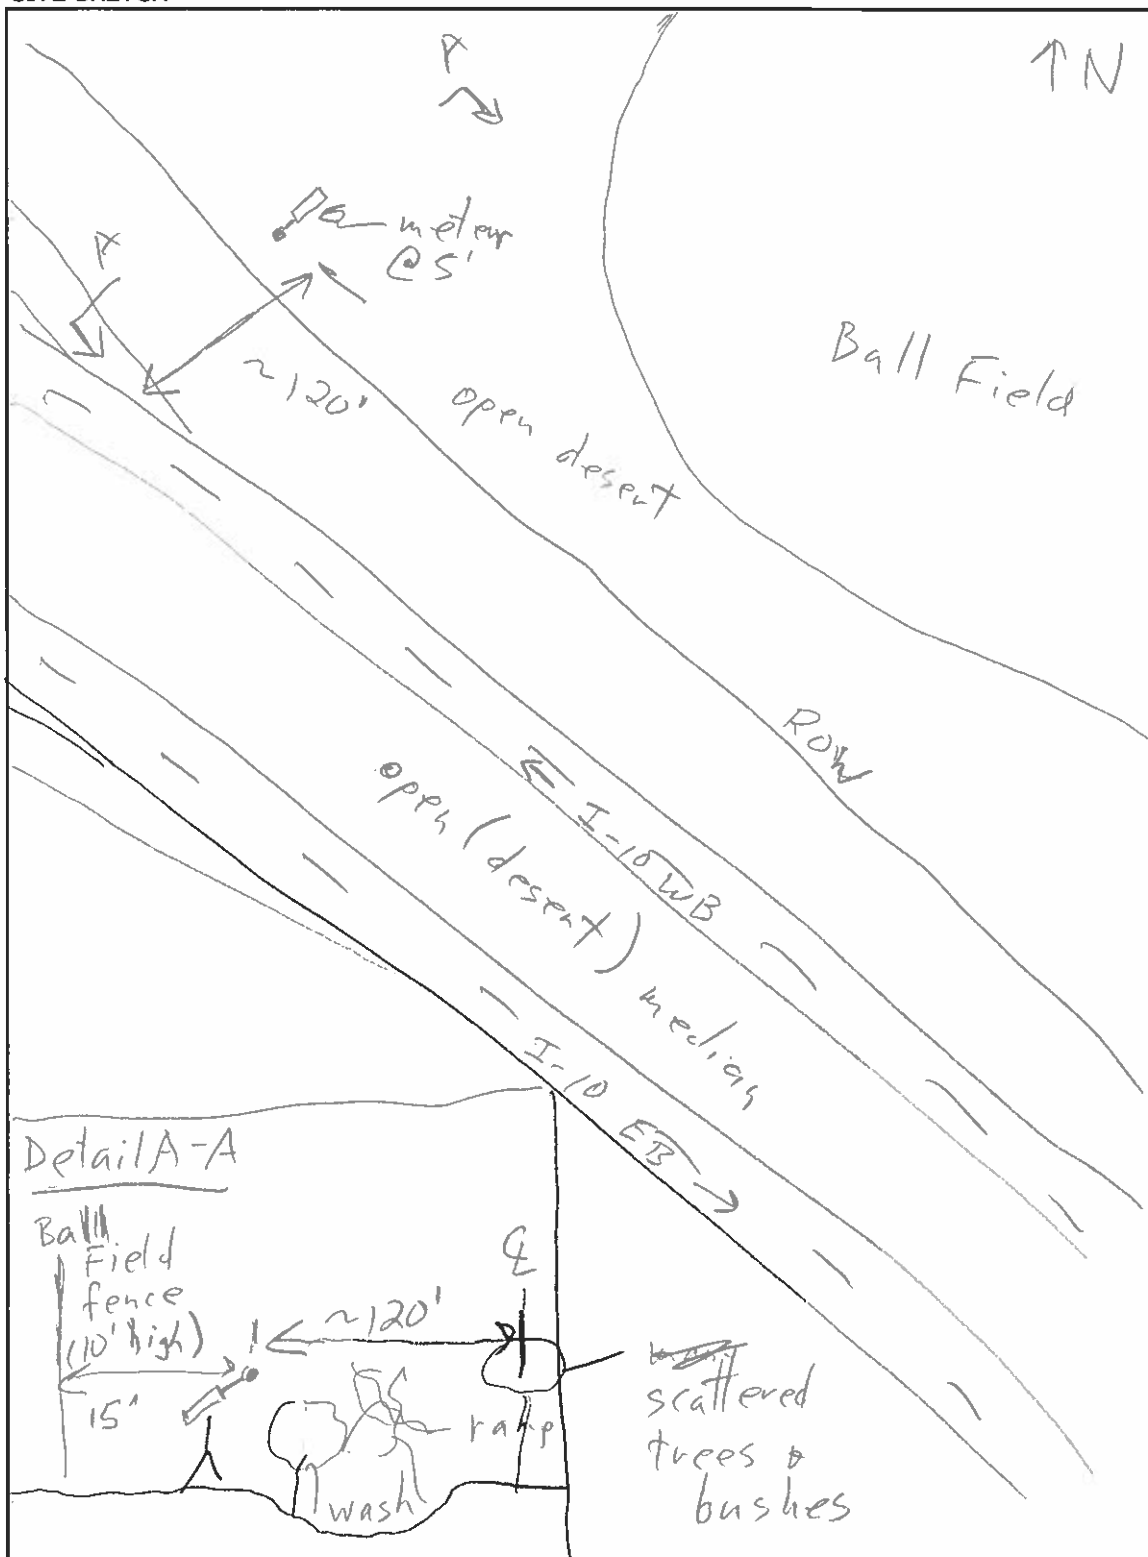 A
↑N
meter
@ 5'
A
~120'
Ball Field
open desert
ROW
I-10 WB
open (desert) median
I-10 EB →
Detail A-A
Ball
Field
fence
(10' high)
15'
~120'
℄
ramp
wash
scattered
trees &
bushes